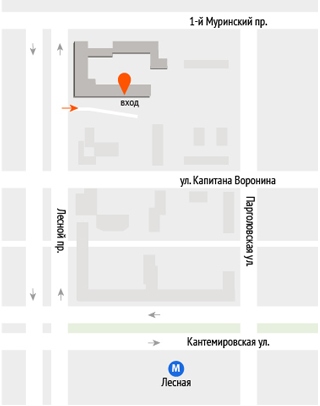 1-й Муринский пр.
вход
ул. Капитана Воронина
Лесной пр.
Парголовская ул.
Кантемировская ул.
М
Лесная